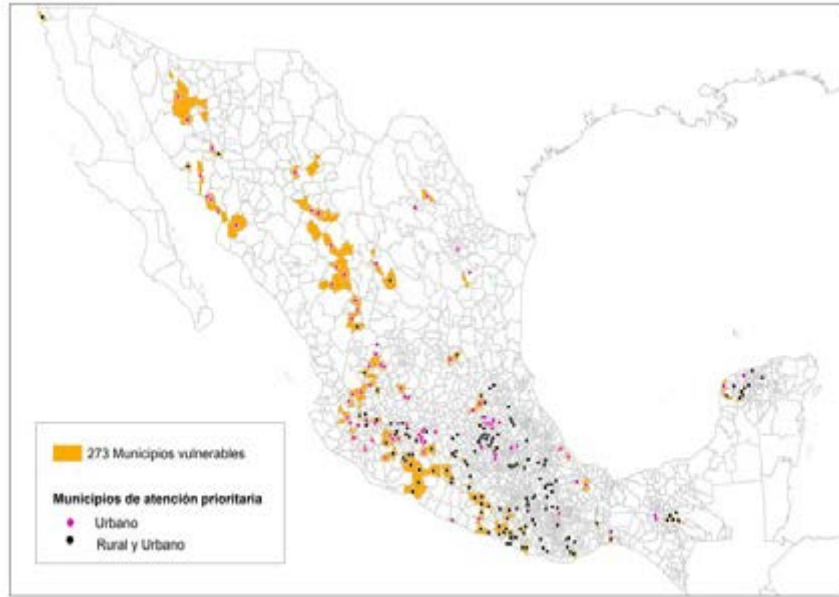 273 Municipios vulnerables
Municipios de atención prioritaria
Urbano
Rural y Urbano